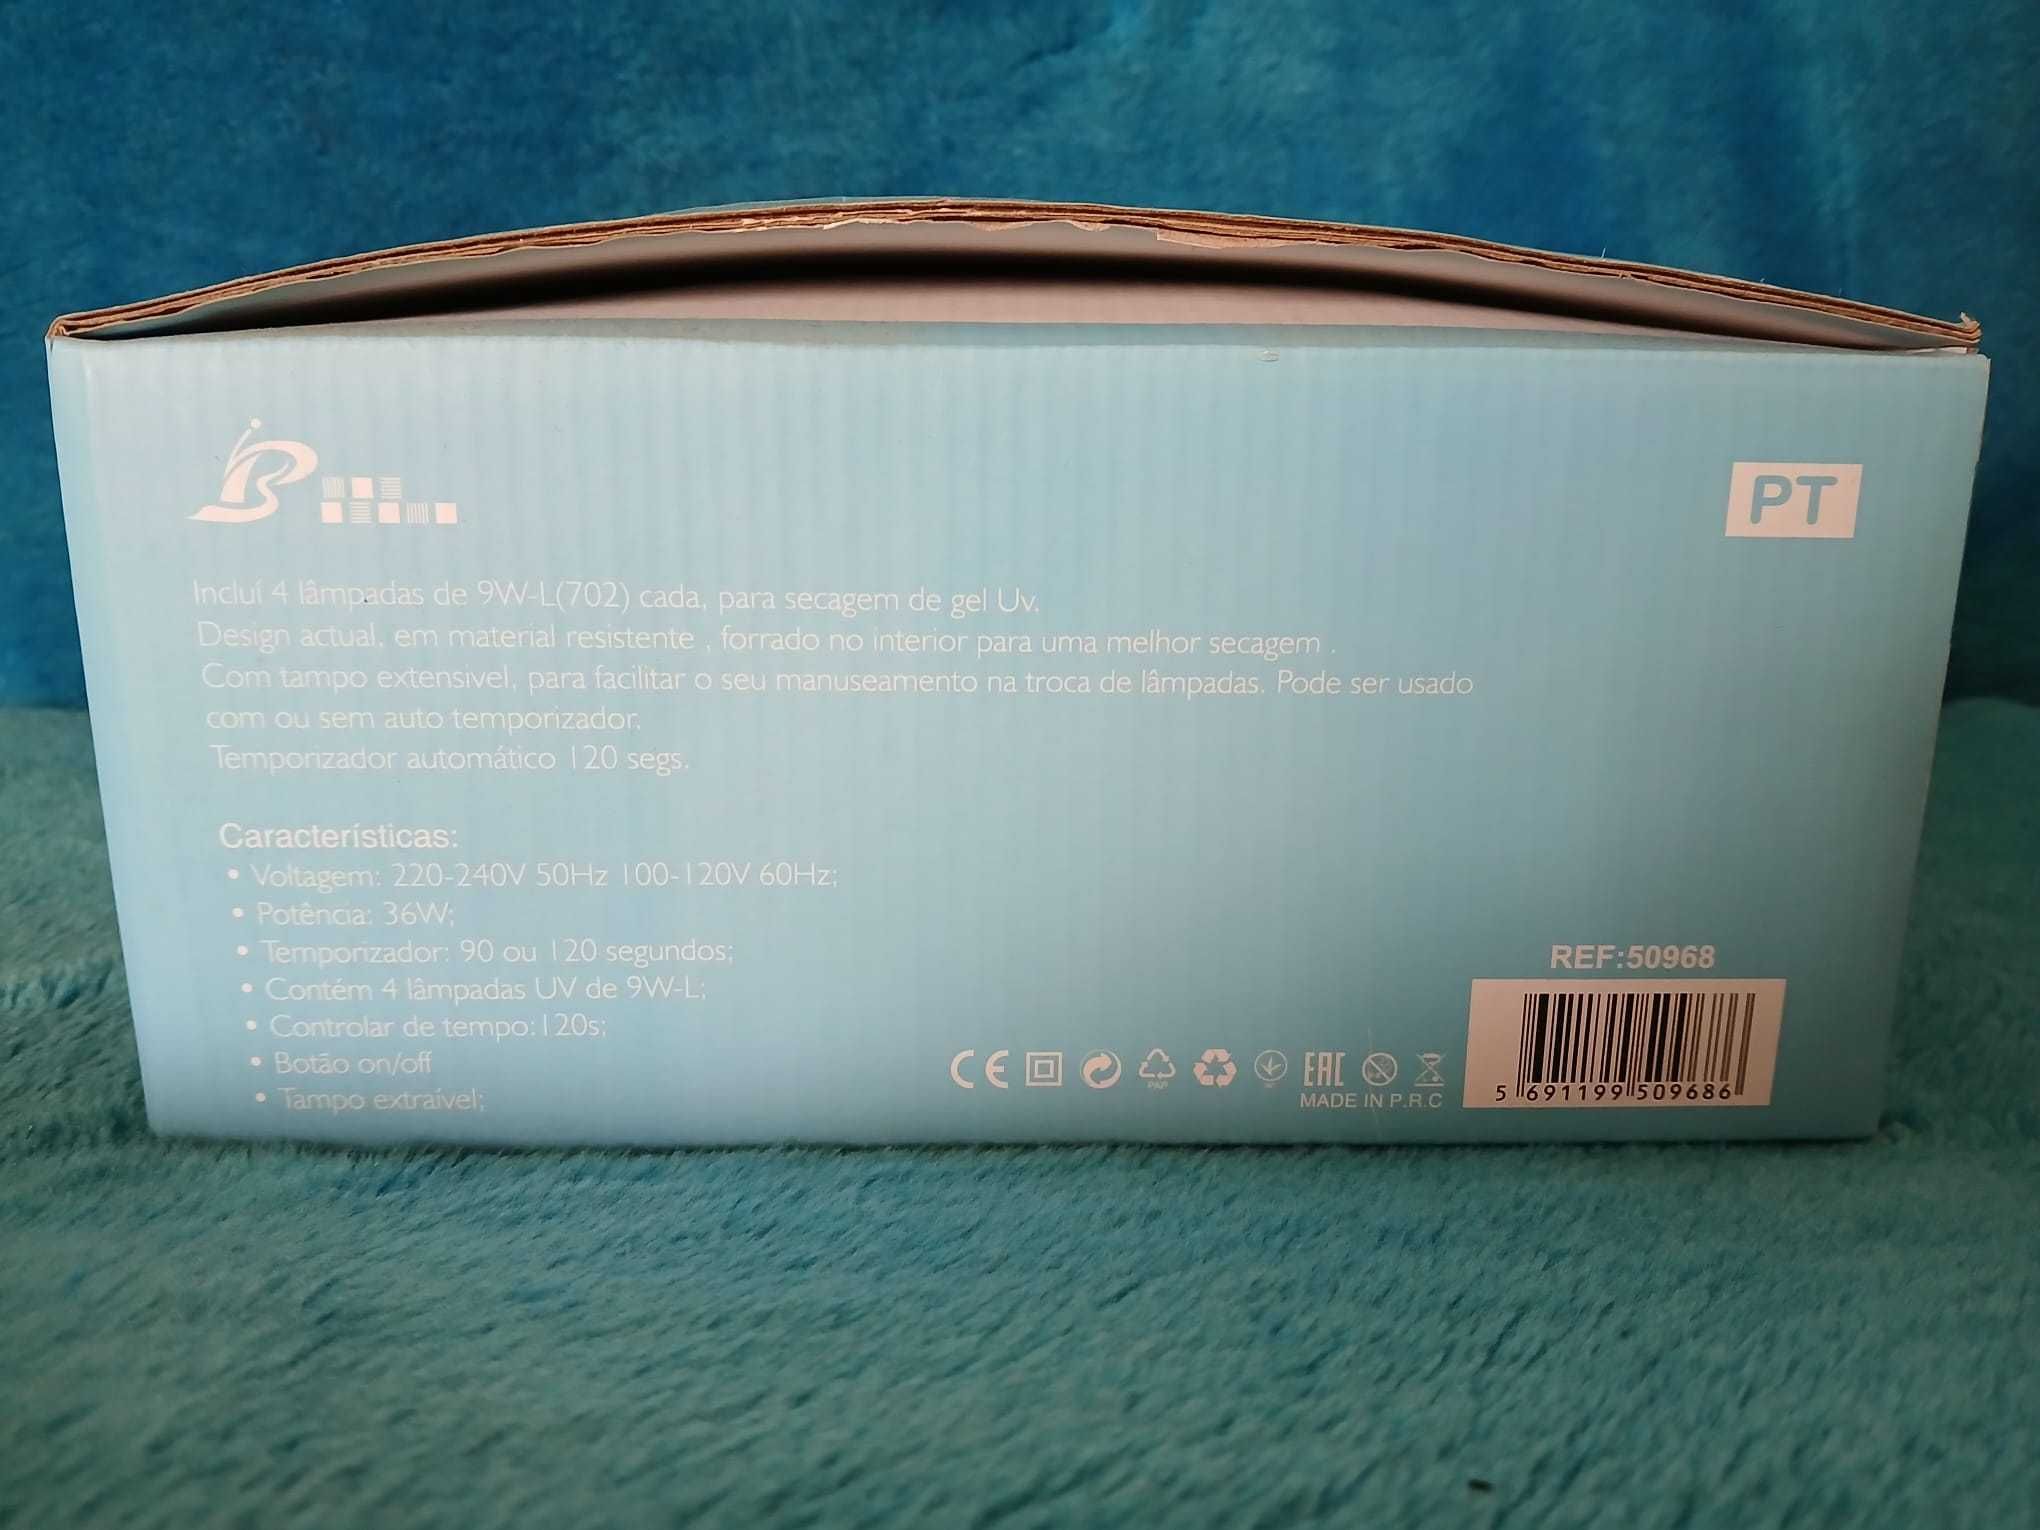 B
PT
Incluí 4 lâmpadas de 9W-L(702) cada, para secagem de gel Uv.
Design actual, em material resistente , forrado no interior para uma melhor secagem .
Com tampo extensivel, para facilitar o seu manuseamento na troca de lâmpadas. Pode ser usado
com ou sem auto temporizador.
Temporizador automático 120 segs.
Características:
• Voltagem: 220-240V 50Hz 100-120V 60Hz;
• Potência: 36W;
• Temporizador: 90 ou 120 segundos;
• Contém 4 lâmpadas UV de 9W-L;
• Controlar de tempo:120s;
• Botão on/off
• Tampo extraivel;
REF:50968
CE PAP EAC
MADE IN P.R.C
5 691199 509686